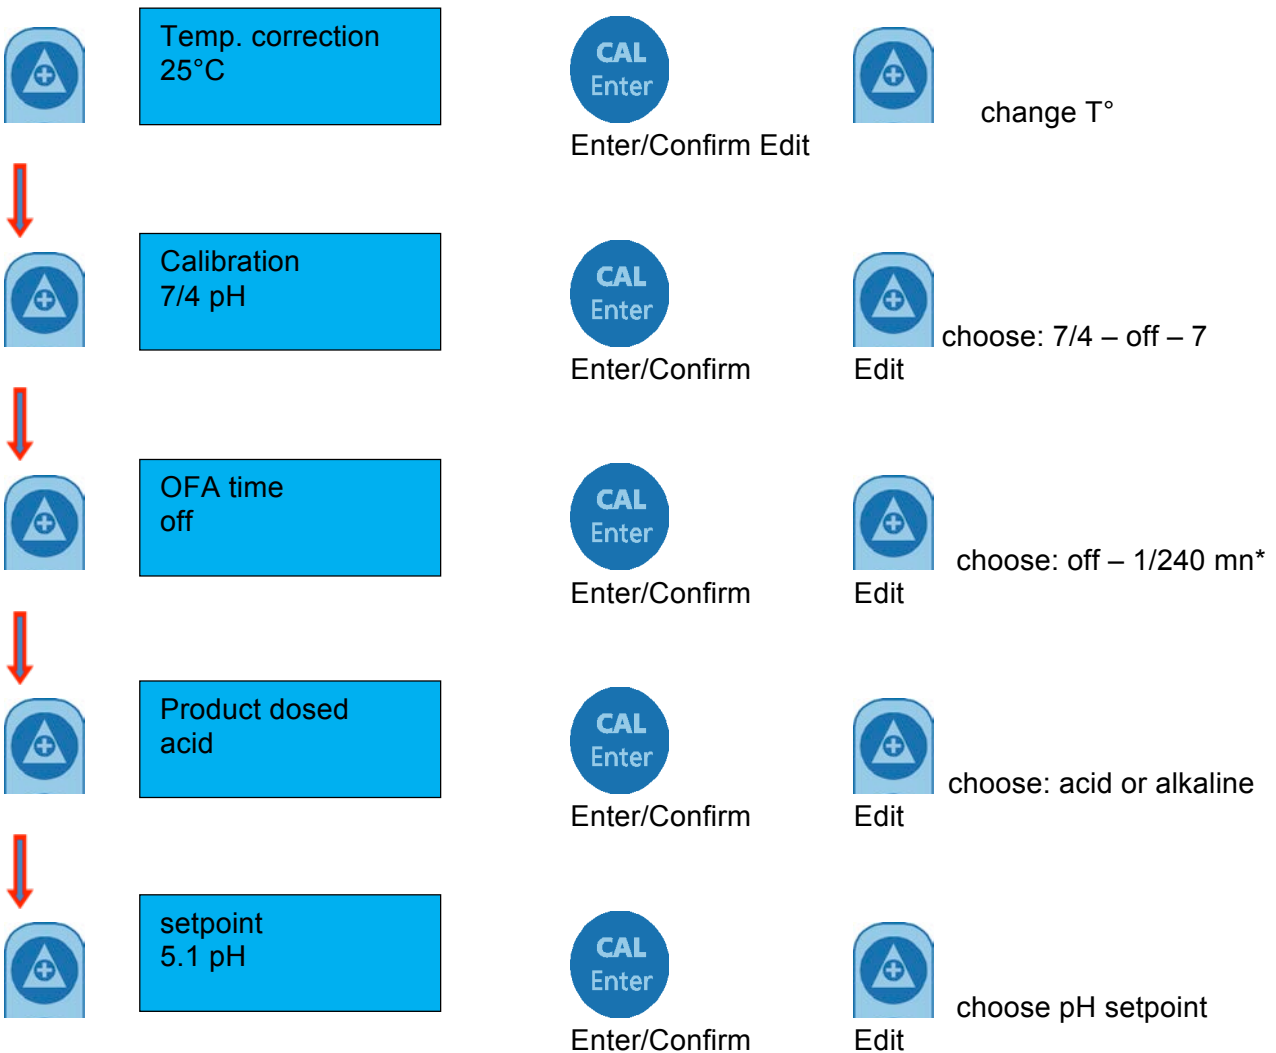 Temp. correction
25°C
CAL
Enter
Enter/Confirm Edit
change T°
Calibration
7/4 pH
CAL
Enter
Enter/Confirm
Edit
choose: 7/4 – off – 7
OFA time
off
CAL
Enter
Enter/Confirm
Edit
choose: off – 1/240 mn*
Product dosed
acid
CAL
Enter
Enter/Confirm
Edit
choose: acid or alkaline
setpoint
5.1 pH
CAL
Enter
Enter/Confirm
Edit
choose pH setpoint